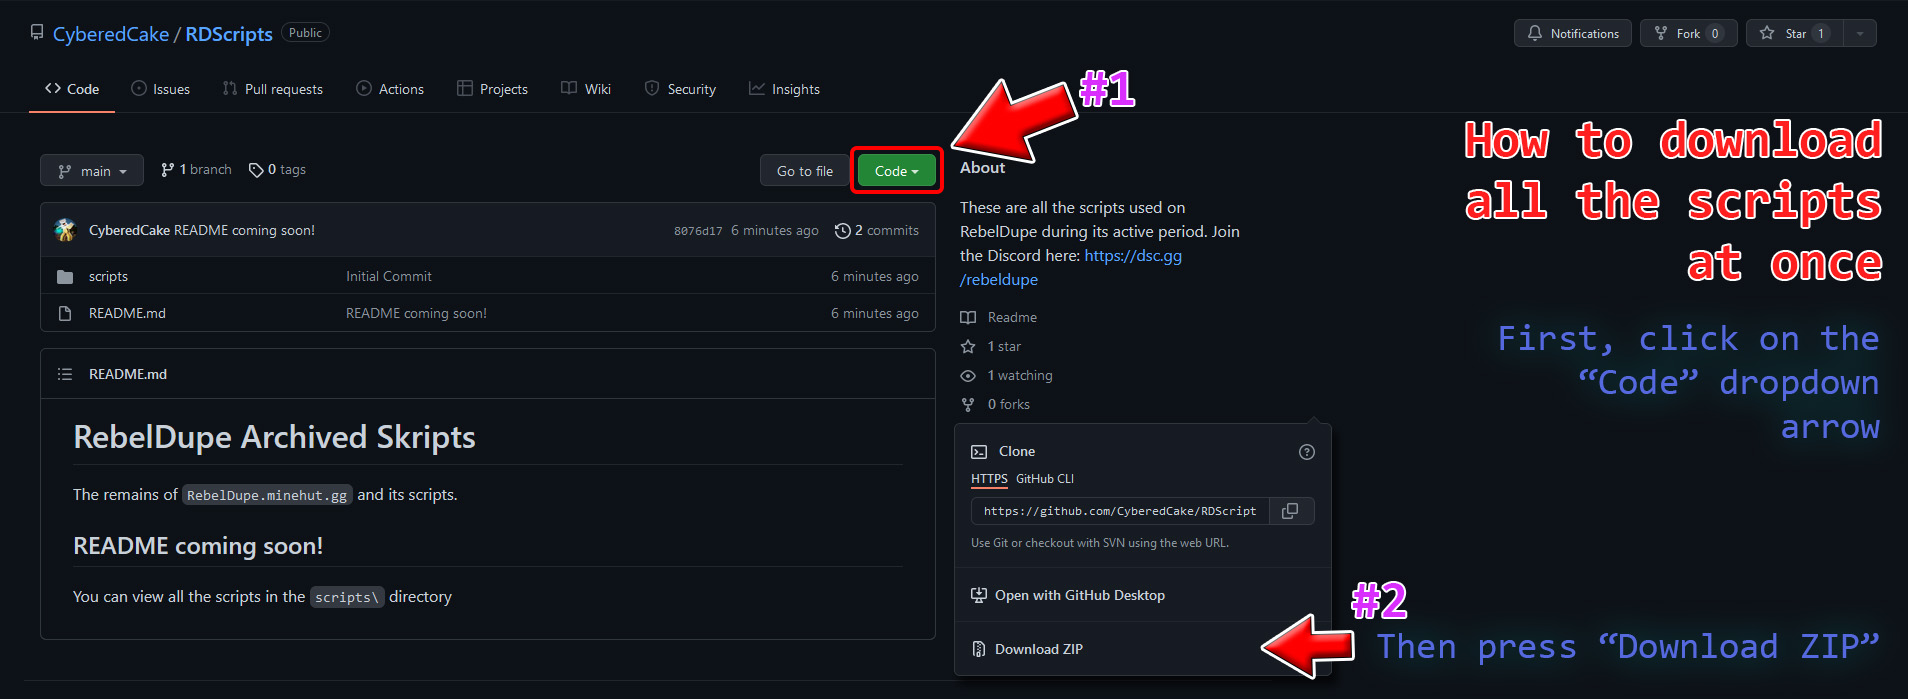 CyberedCake / RDScripts Public
Notifications Fork 0 Star 1
Code Issues Pull requests Actions Projects Wiki Security Insights
#1
How to download
all the scripts
at once
main 1 branch 0 tags Go to file Code
About
These are all the scripts used on
RebelDupe during its active period. Join
the Discord here: https://dsc.gg
/rebeldupe
CyberedCake README coming soon! 8076d17 6 minutes ago 2 commits
scripts Initial Commit 6 minutes ago
README.md README coming soon! 6 minutes ago
Readme
1 star
1 watching
0 forks
First, click on the
“Code” dropdown
arrow
README.md
RebelDupe Archived Skripts
The remains of RebelDupe.minehut.gg and its scripts.
README coming soon!
You can view all the scripts in the scripts\ directory
Clone
HTTPS GitHub CLI
https://github.com/CyberedCake/RDScript
Use Git or checkout with SVN using the web URL.
Open with GitHub Desktop
Download ZIP
#2
Then press “Download ZIP”